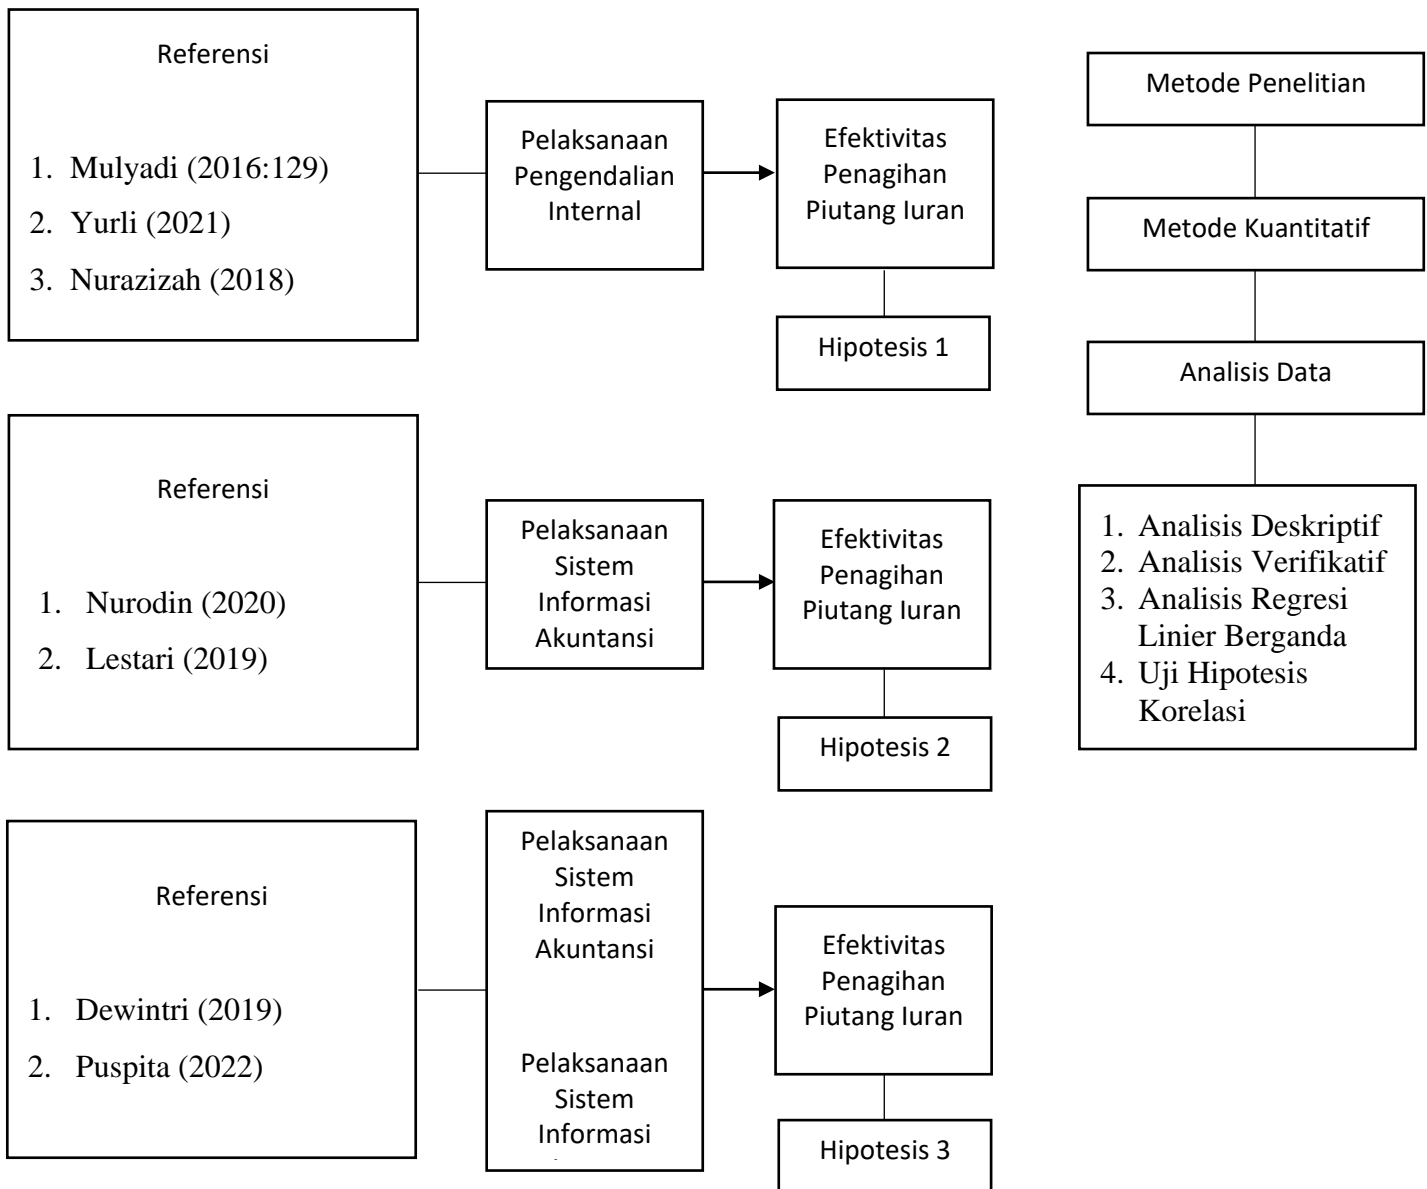 Referensi
1. Mulyadi (2016:129)
2. Yurli (2021)
3. Nurazizah (2018)
Pelaksanaan
Pengendalian
Internal
Efektivitas
Penagihan
Piutang Iuran
Hipotesis 1
Referensi
1. Nurodin (2020)
2. Lestari (2019)
Pelaksanaan
Sistem
Informasi
Akuntansi
Efektivitas
Penagihan
Piutang Iuran
Hipotesis 2
Referensi
1. Dewintri (2019)
2. Puspita (2022)
Pelaksanaan
Sistem
Informasi
Akuntansi
Pelaksanaan
Sistem
Informasi
Efektivitas
Penagihan
Piutang Iuran
Hipotesis 3
Metode Penelitian
Metode Kuantitatif
Analisis Data
1. Analisis Deskriptif
2. Analisis Verifikatif
3. Analisis Regresi
Linier Berganda
4. Uji Hipotesis
Korelasi